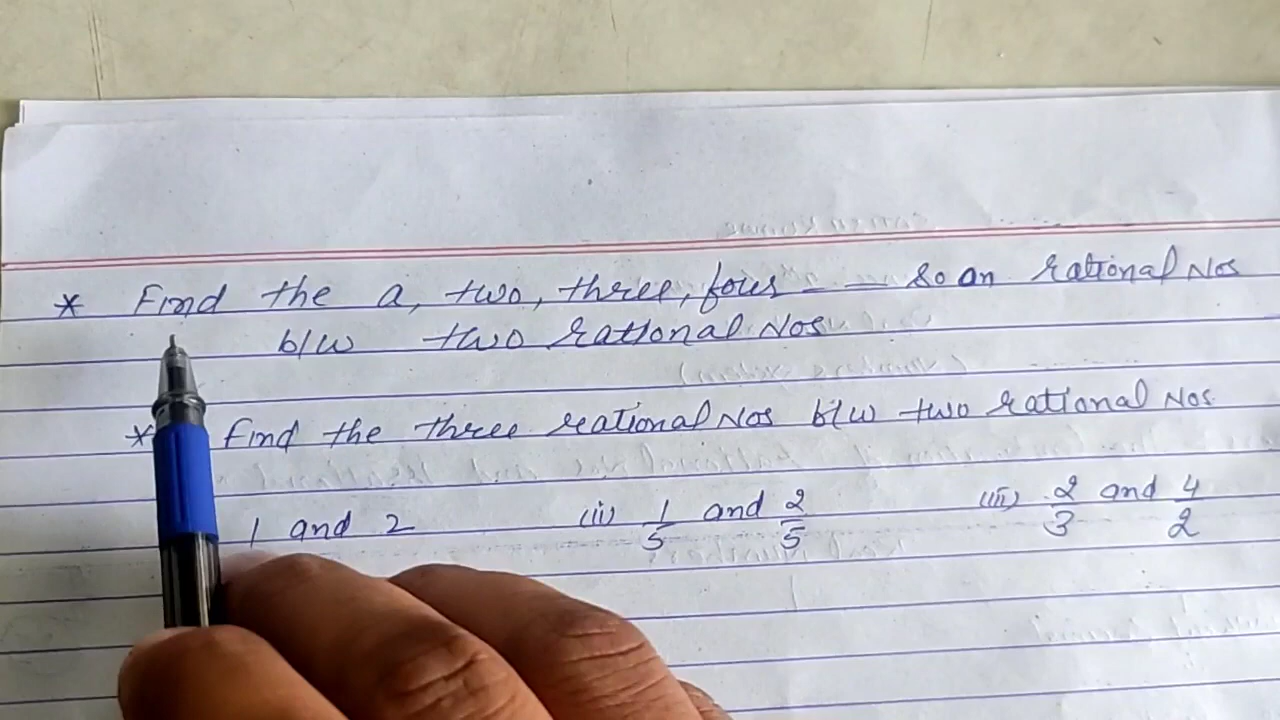 * Find the a, two, three, four - — So on rational Nos
b/w two rational Nos
* Find the three rational Nos b/w two rational Nos.
1 and 2 (ii) 1/5 and 2/5 (iii) 2/3 and 4/2